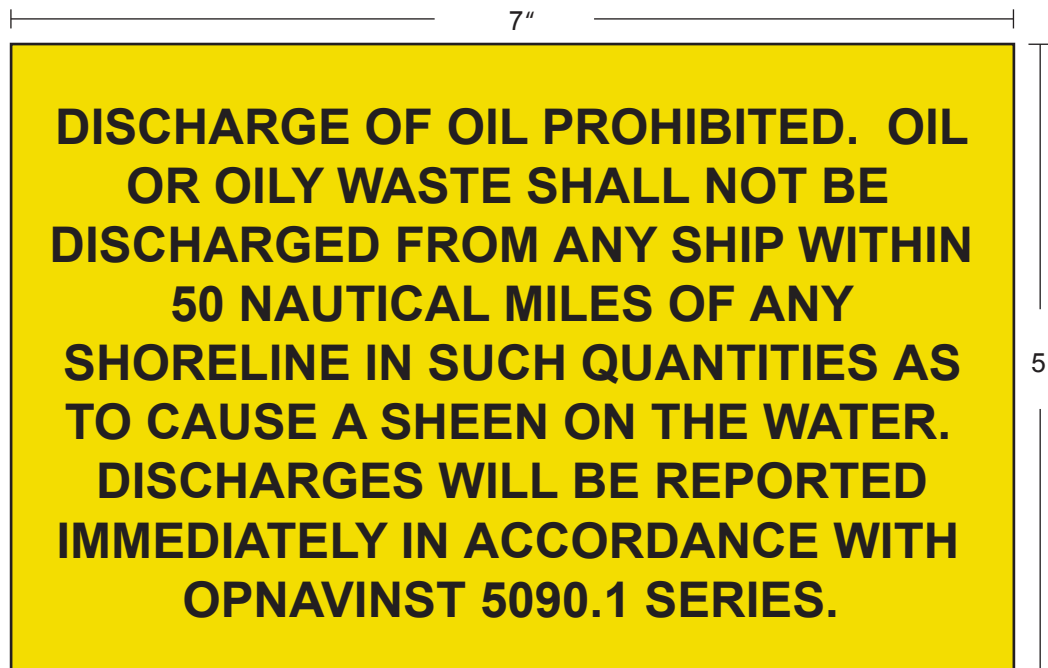 7"
DISCHARGE OF OIL PROHIBITED. OIL
OR OILY WASTE SHALL NOT BE
DISCHARGED FROM ANY SHIP WITHIN
50 NAUTICAL MILES OF ANY
SHORELINE IN SUCH QUANTITIES AS
TO CAUSE A SHEEN ON THE WATER.
DISCHARGES WILL BE REPORTED
IMMEDIATELY IN ACCORDANCE WITH
OPNAVINST 5090.1 SERIES.
5